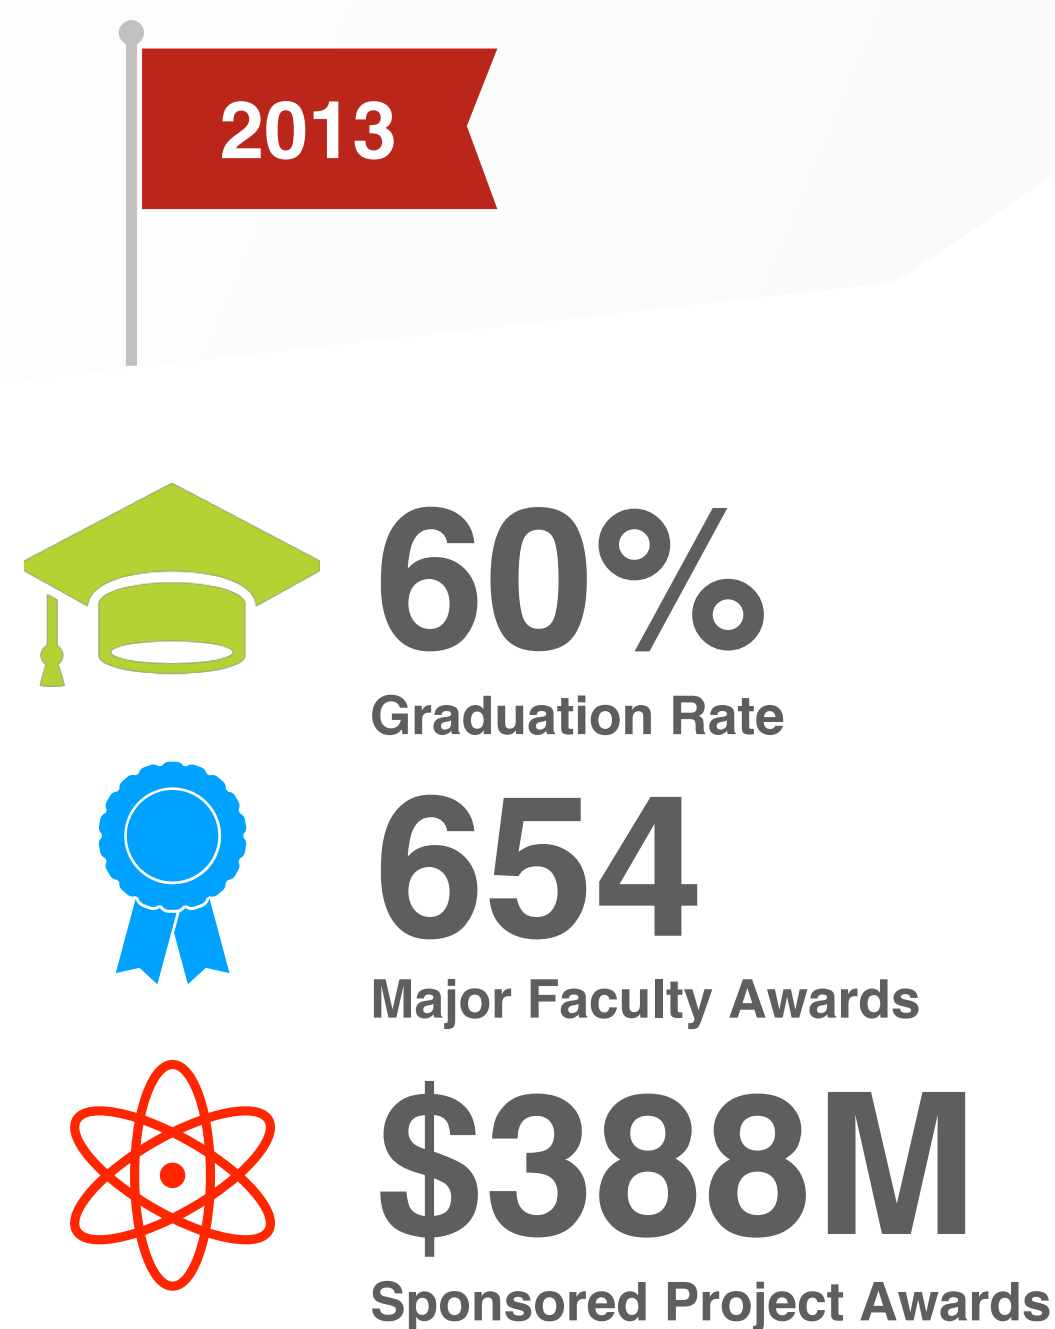 2013
60%
Graduation Rate
654
Major Faculty Awards
$388M
Sponsored Project Awards